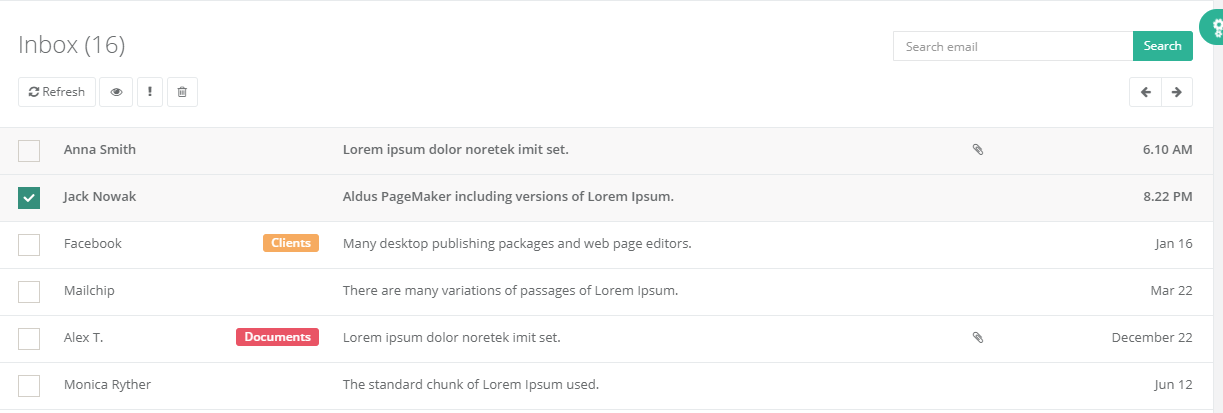 Inbox (16)
Search email
Search
Refresh
Anna Smith Lorem ipsum dolor noretek imit set. 6.10 AM
Jack Nowak Aldus PageMaker including versions of Lorem Ipsum. 8.22 PM
Facebook Clients Many desktop publishing packages and web page editors. Jan 16
Mailchip There are many variations of passages of Lorem Ipsum. Mar 22
Alex T. Documents Lorem ipsum dolor noretek imit set. December 22
Monica Ryther The standard chunk of Lorem Ipsum used. Jun 12